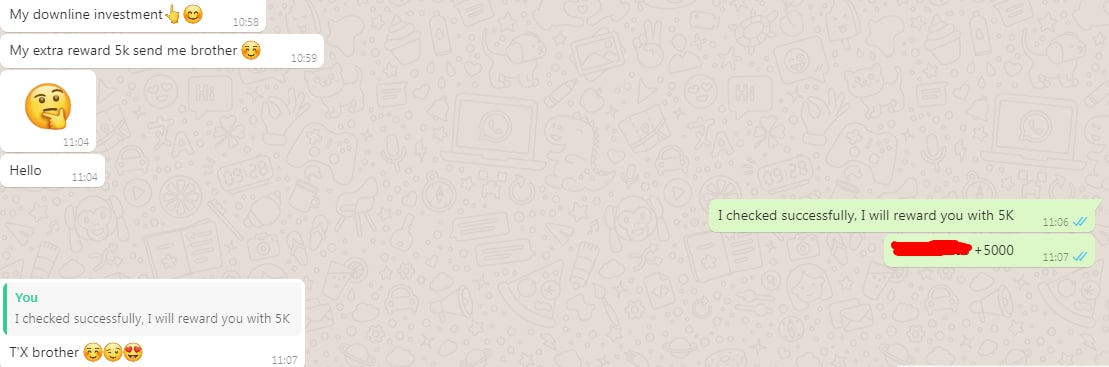 My downline investment👆😊
10:58
My extra reward 5k send me brother ☺️
10:59
🤔
11:04
Hello
11:04
I checked successfully, I will reward you with 5K
11:06
+5000
11:07
You
I checked successfully, I will reward you with 5K
T'X brother ☺️😏😍
11:07